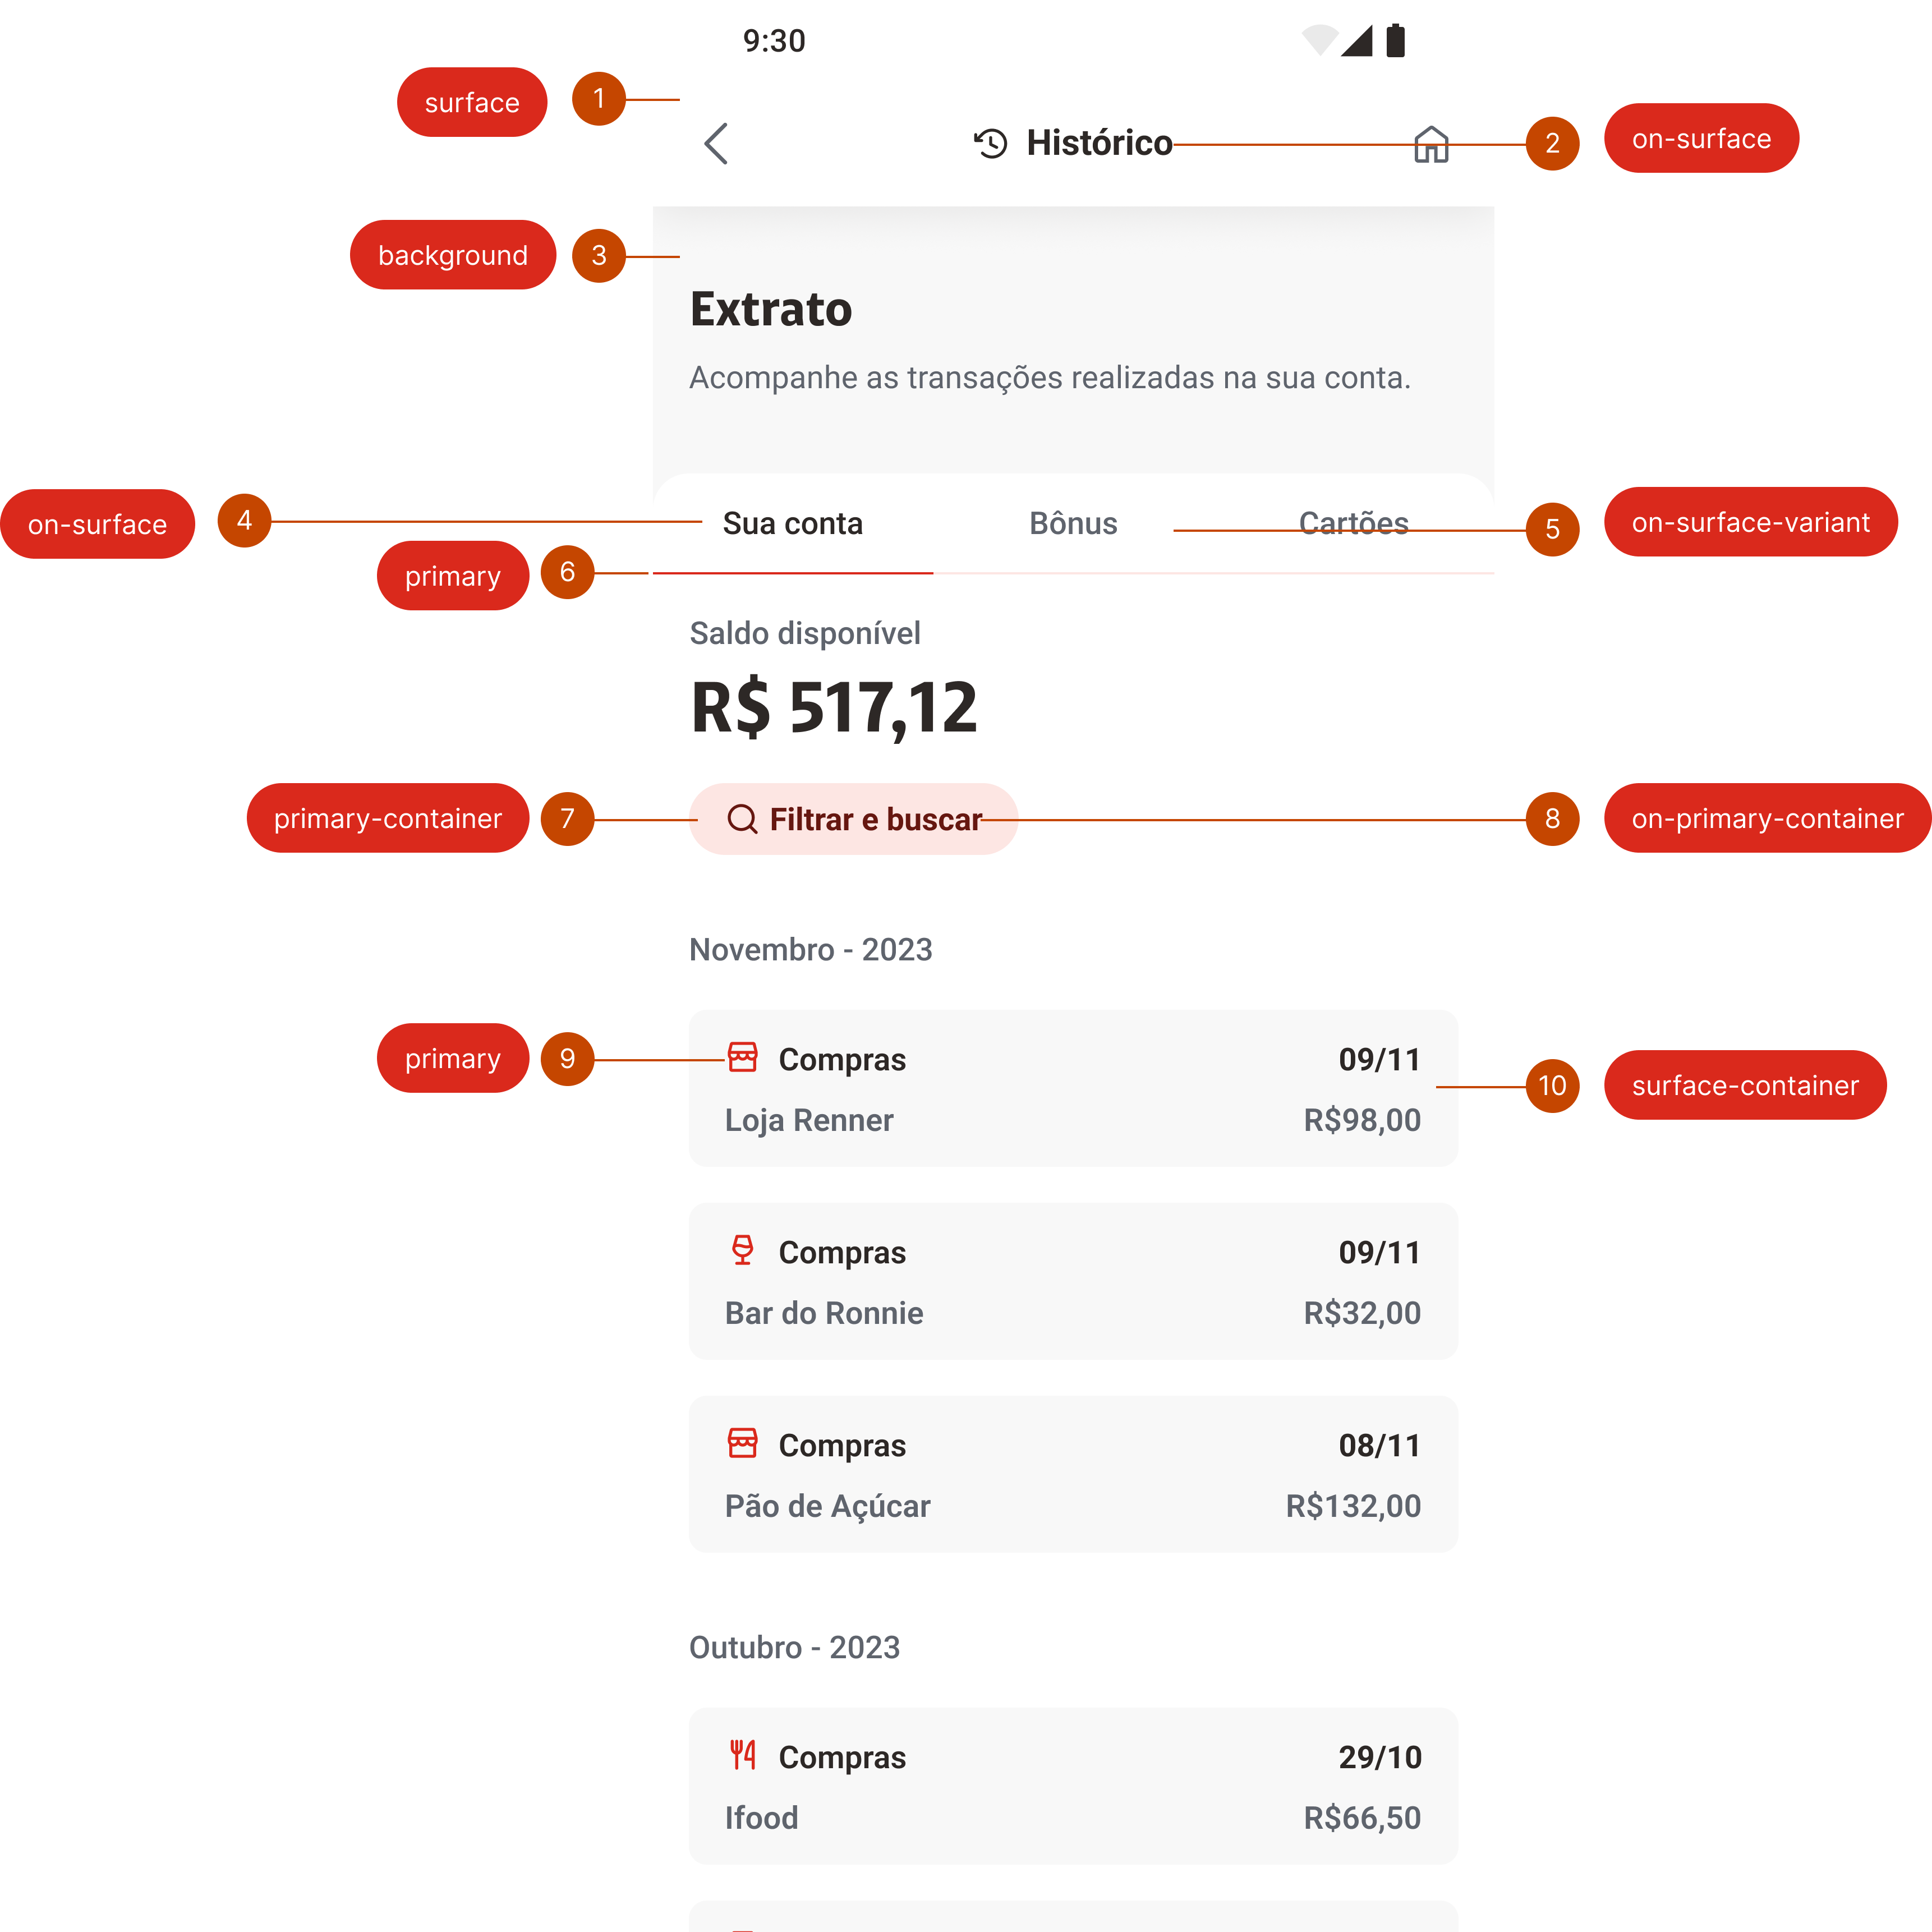 9:30
surface 1
Histórico 2 on-surface
background 3
Extrato
Acompanhe as transações realizadas na sua conta.
on-surface 4 Sua conta Bônus Cartões 5 on-surface-variant
primary 6
Saldo disponível
R$ 517,12
primary-container 7 Filtrar e buscar 8 on-primary-container
Novembro - 2023
primary 9 Compras 09/11
10 surface-container
Loja Renner R$98,00
Compras 09/11
Bar do Ronnie R$32,00
Compras 08/11
Pão de Açúcar R$132,00
Outubro - 2023
Compras 29/10
Ifood R$66,50